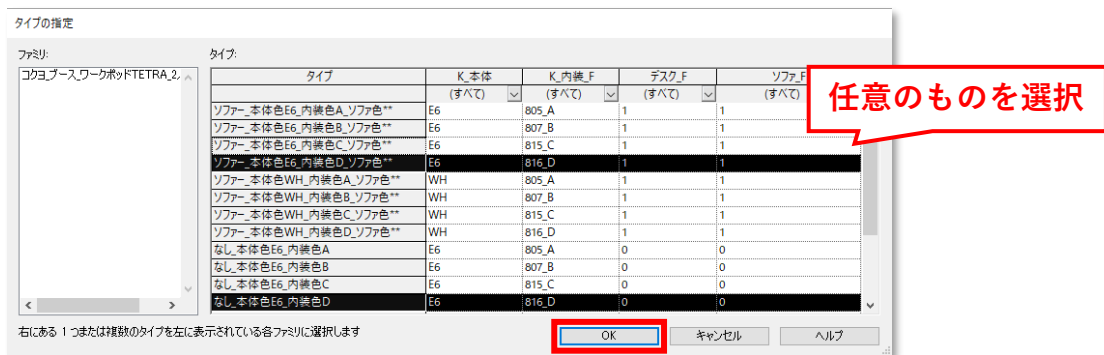 タイプの指定
ファミリ:
タイプ:
コクヨ_ブース_ワークポッドTETRA_2,
タイプ K_本体 K_内装_F デスク_F ソファ_F
(すべて) (すべて) (すべて) (すべて)
ソファー_本体色E6_内装色A_ソファ色** E6 805_A 1 1
ソファー_本体色E6_内装色B_ソファ色** E6 807_B 1 1
ソファー_本体色E6_内装色C_ソファ色** E6 815_C 1 1
ソファー_本体色E6_内装色D_ソファ色** E6 816_D 1 1
ソファー_本体色WH_内装色A_ソファ色** WH 805_A 1 1
ソファー_本体色WH_内装色B_ソファ色** WH 807_B 1 1
ソファー_本体色WH_内装色C_ソファ色** WH 815_C 1 1
ソファー_本体色WH_内装色D_ソファ色** WH 816_D 1 1
なし_本体色E6_内装色A E6 805_A 0 0
なし_本体色E6_内装色B E6 807_B 0 0
なし_本体色E6_内装色C E6 815_C 0 0
なし_本体色E6_内装色D E6 816_D 0 0
任意のものを選択
右にある 1 つまたは複数のタイプを左に表示されている各ファミリに選択します
OK キャンセル ヘルプ